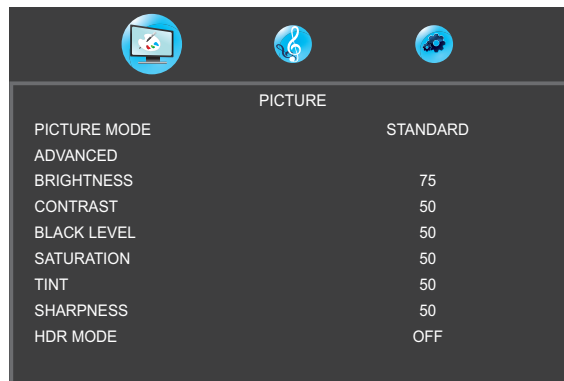 PICTURE
PICTURE MODE STANDARD
ADVANCED
BRIGHTNESS 75
CONTRAST 50
BLACK LEVEL 50
SATURATION 50
TINT 50
SHARPNESS 50
HDR MODE OFF